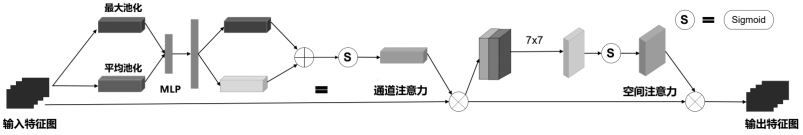 最大池化
平均池化
MLP
输入特征图
S
通道注意力
7x7
S
空间注意力
S
Sigmoid
输出特征图